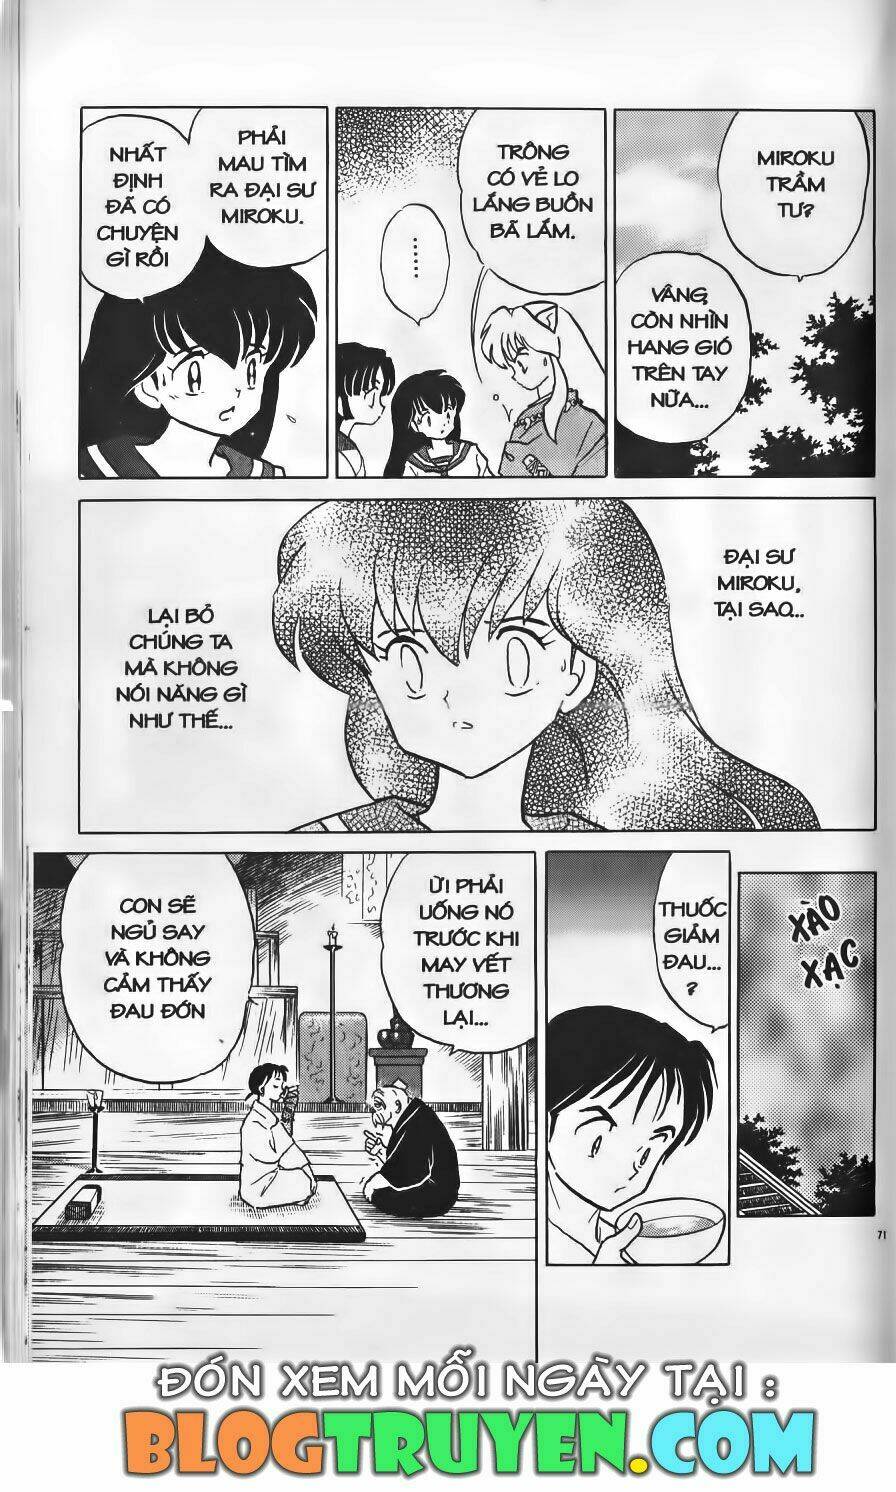 MIROKU
TRẦM
TƯ?
VÂNG,
CÒN NHÌN
HANG GIÓ
TRÊN TAY
NỮA...
TRÔNG
CÓ VẺ LO
LẮNG BUỒN
BÃ LẮM.
......
PHẢI
MAU TÌM
RA ĐẠI SƯ
MIROKU.
NHẤT
ĐỊNH
ĐÃ CÓ
CHUYỆN
GÌ RỒI
ĐẠI SƯ
MIROKU,
TẠI SAO...
LẠI BỎ
CHÚNG TA
MÀ KHÔNG
NÓI NĂNG GÌ
NHƯ THẾ...
XÀO
XẠC
THUỐC
GIẢM
ĐAU...
?
ỪI PHẢI
UỐNG NÓ
TRƯỚC KHI
MAY VẾT
THƯƠNG
LẠI...
CON SẼ
NGỦ SAY
VÀ KHÔNG
CẢM THẤY
ĐAU ĐỚN
71
ĐÓN XEM MỖI NGÀY TẠI :
BLOGTRUYEN.COM